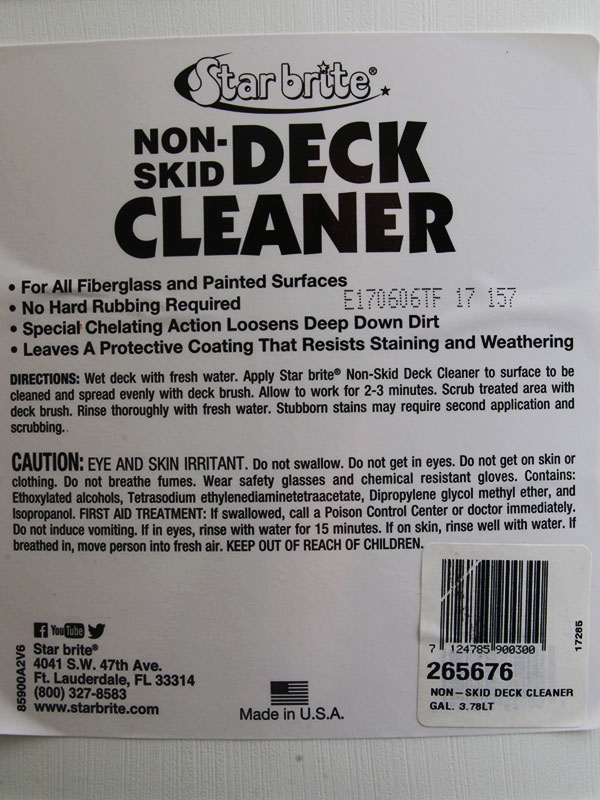 Star brite®
NON-
SKID DECK
CLEANER
• For All Fiberglass and Painted Surfaces
• No Hard Rubbing Required
E170606TF 17 157
• Special Chelating Action Loosens Deep Down Dirt
• Leaves A Protective Coating That Resists Staining and Weathering
DIRECTIONS: Wet deck with fresh water. Apply Star brite® Non-Skid Deck Cleaner to surface to be
cleaned and spread evenly with deck brush. Allow to work for 2-3 minutes. Scrub treated area with
deck brush. Rinse thoroughly with fresh water. Stubborn stains may require second application and
scrubbing.
CAUTION: EYE AND SKIN IRRITANT. Do not swallow. Do not get in eyes. Do not get on skin or
clothing. Do not breathe fumes. Wear safety glasses and chemical resistant gloves. Contains:
Ethoxylated alcohols, Tetrasodium ethylenediaminetetraacetate, Dipropylene glycol methyl ether, and
Isopropanol. FIRST AID TREATMENT: If swallowed, call a Poison Control Center or doctor immediately.
Do not induce vomiting. If in eyes, rinse with water for 15 minutes. If on skin, rinse well with water. If
breathed in, move person into fresh air. KEEP OUT OF REACH OF CHILDREN.
f YouTube
Star brite®
4041 S.W. 47th Ave.
Ft. Lauderdale, FL 33314
(800) 327-8583
www.starbrite.com
85900A2V6
Made in U.S.A.
7 124785 900300
17285
265676
NON-SKID DECK CLEANER
GAL. 3.78LT